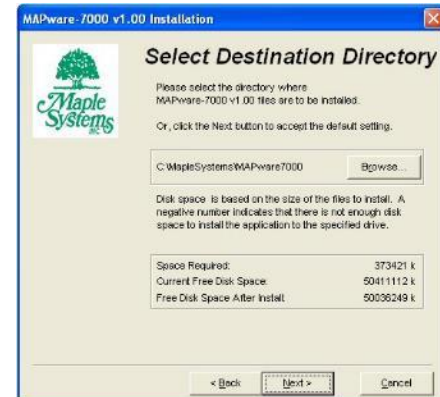 MAPware-7000 v1.00 Installation
Maple
Systems
INC
Select Destination Directory
Please select the directory where
MAPware-7000 v1.00 files are to be installed.
Or, click the Next button to accept the default setting.
C:\MapleSystems\MAPware7000
Browse...
Disk space is based on the size of the files to install. A
negative number indicates that there is not enough disk
space to install the application to the specified drive.
Space Required: 373421 k
Current Free Disk Space: 50411112 k
Free Disk Space After Install: 50036249 k
< Back
Next >
Cancel